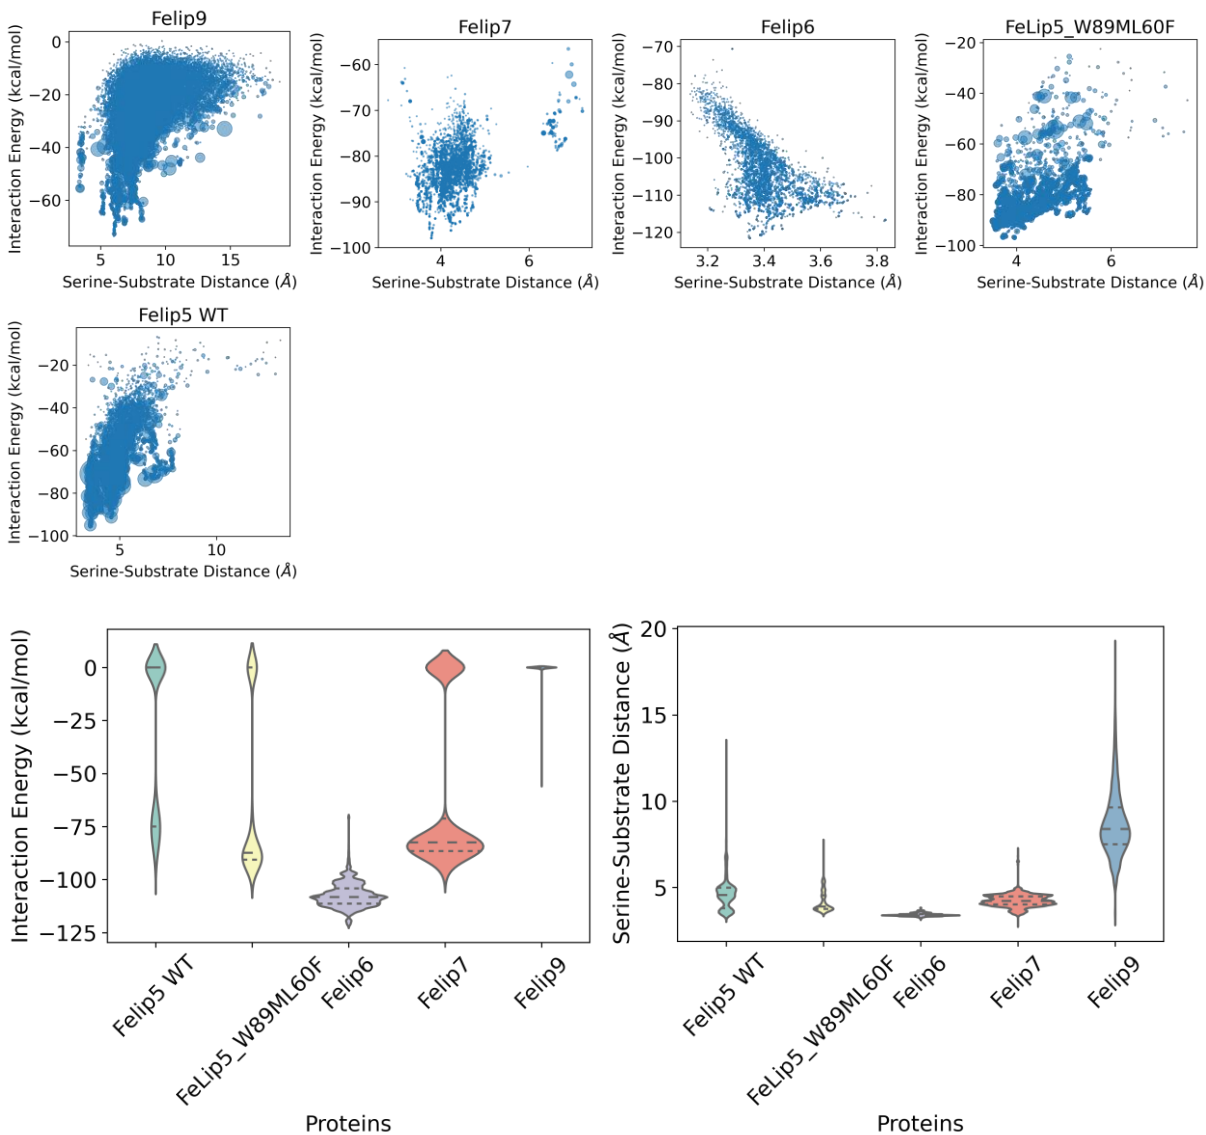 Felip9
Interaction Energy (kcal/mol)
0
−20
−40
−60
5
10
15
Serine-Substrate Distance (Å)
Felip7
Interaction Energy (kcal/mol)
−60
−70
−80
−90
−100
4
6
Serine-Substrate Distance (Å)
Felip6
Interaction Energy (kcal/mol)
−70
−80
−90
−100
−110
−120
3.2
3.4
3.6
3.8
Serine-Substrate Distance (Å)
FeLip5_W89ML60F
Interaction Energy (kcal/mol)
−20
−40
−60
−80
−100
4
6
Serine-Substrate Distance (Å)
Felip5 WT
Interaction Energy (kcal/mol)
−20
−40
−60
−80
−100
5
10
Serine-Substrate Distance (Å)
Interaction Energy (kcal/mol)
0
−25
−50
−75
−100
−125
Felip5 WT
FeLip5_W89ML60F
Felip6
Felip7
Felip9
Proteins
Serine-Substrate Distance (Å)
20
15
10
5
Felip5 WT
FeLip5_W89ML60F
Felip6
Felip7
Felip9
Proteins